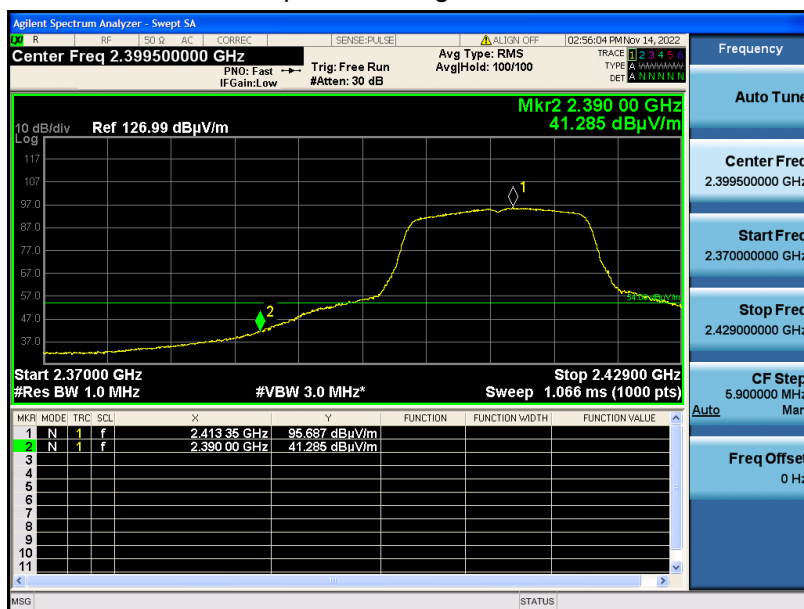 Agilent Spectrum Analyzer - Swept SA
LXI R RF 50 Ω AC CORREC SENSE:PULSE ALIGN OFF 02:56:04 PM Nov 14, 2022
Center Freq 2.399500000 GHz
PNO: Fast
IFGain:Low
Trig: Free Run
#Atten: 30 dB
Avg Type: RMS
Avg|Hold: 100/100
TRACE 1 2 3 4 5 6
TYPE A WWWWW
DET A N N N N N
Mkr2 2.390 00 GHz
41.285 dBµV/m
10 dB/div Ref 126.99 dBµV/m
Log
117
107
97.0
87.0
77.0
67.0
57.0
47.0
37.0
1
2
54.00 dBµV/m
Start 2.37000 GHz Stop 2.42900 GHz
#Res BW 1.0 MHz #VBW 3.0 MHz* Sweep 1.066 ms (1000 pts)
MKR MODE TRC SCL X Y FUNCTION FUNCTION WIDTH FUNCTION VALUE
1 N 1 f 2.413 35 GHz 95.687 dBµV/m
2 N 1 f 2.390 00 GHz 41.285 dBµV/m
3
4
5
6
7
8
9
10
11
MSG STATUS
Frequency
Auto Tune
Center Freq
2.399500000 GHz
Start Freq
2.370000000 GHz
Stop Freq
2.429000000 GHz
CF Step
5.900000 MHz
Auto Man
Freq Offset
0 Hz